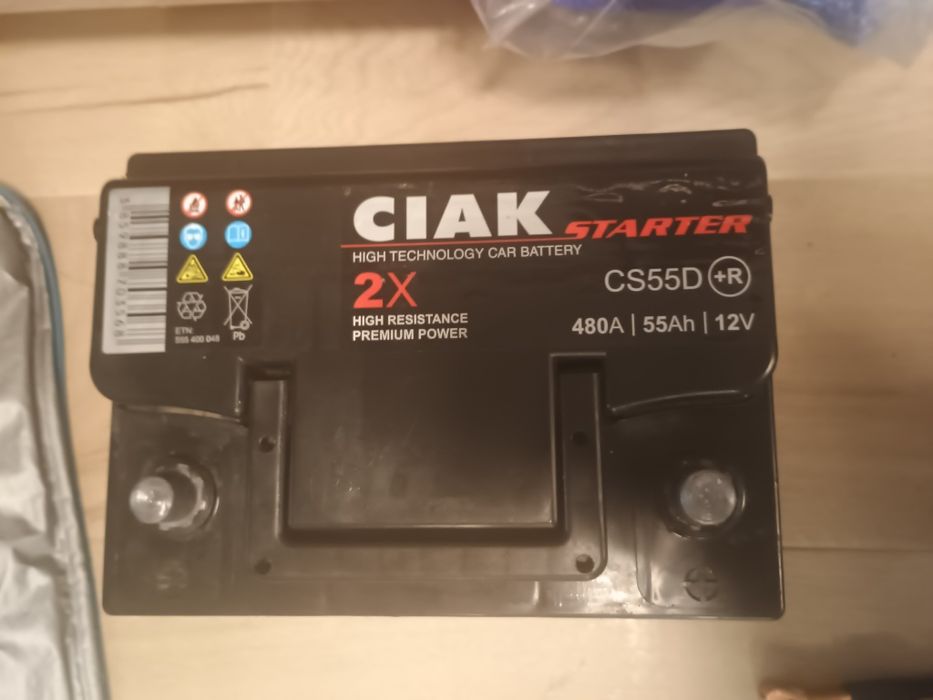 CIAK STARTER
HIGH TECHNOLOGY CAR BATTERY
2X
HIGH RESISTANCE
PREMIUM POWER
CS55D +R
480A | 55Ah | 12V
Pb
ETN:
555 400 048